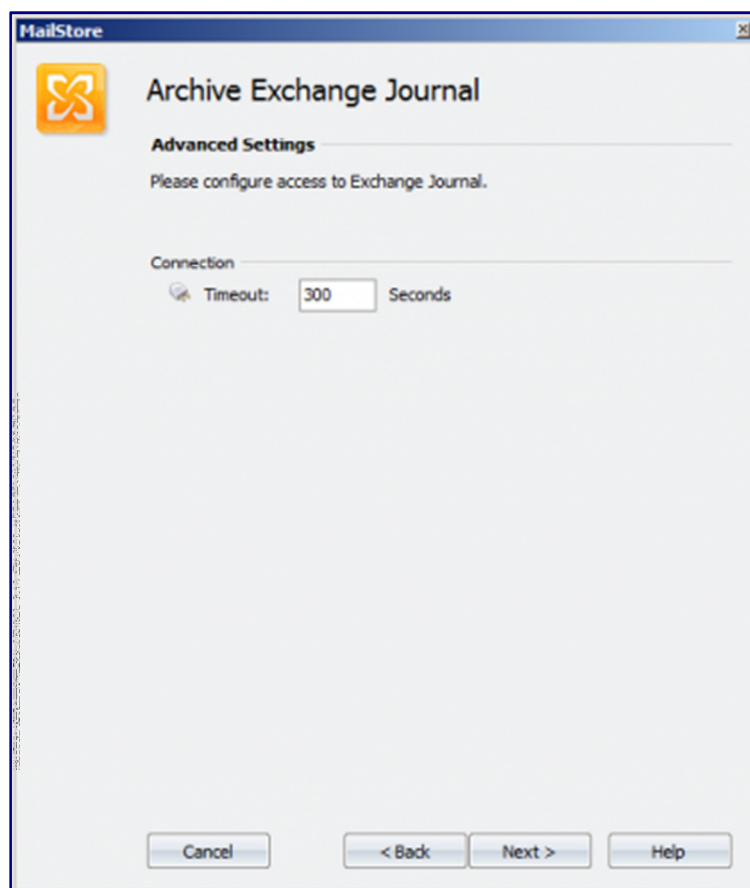 MailStore
Archive Exchange Journal
Advanced Settings
Please configure access to Exchange Journal.
Connection
Timeout: 300 Seconds
Cancel < Back Next > Help